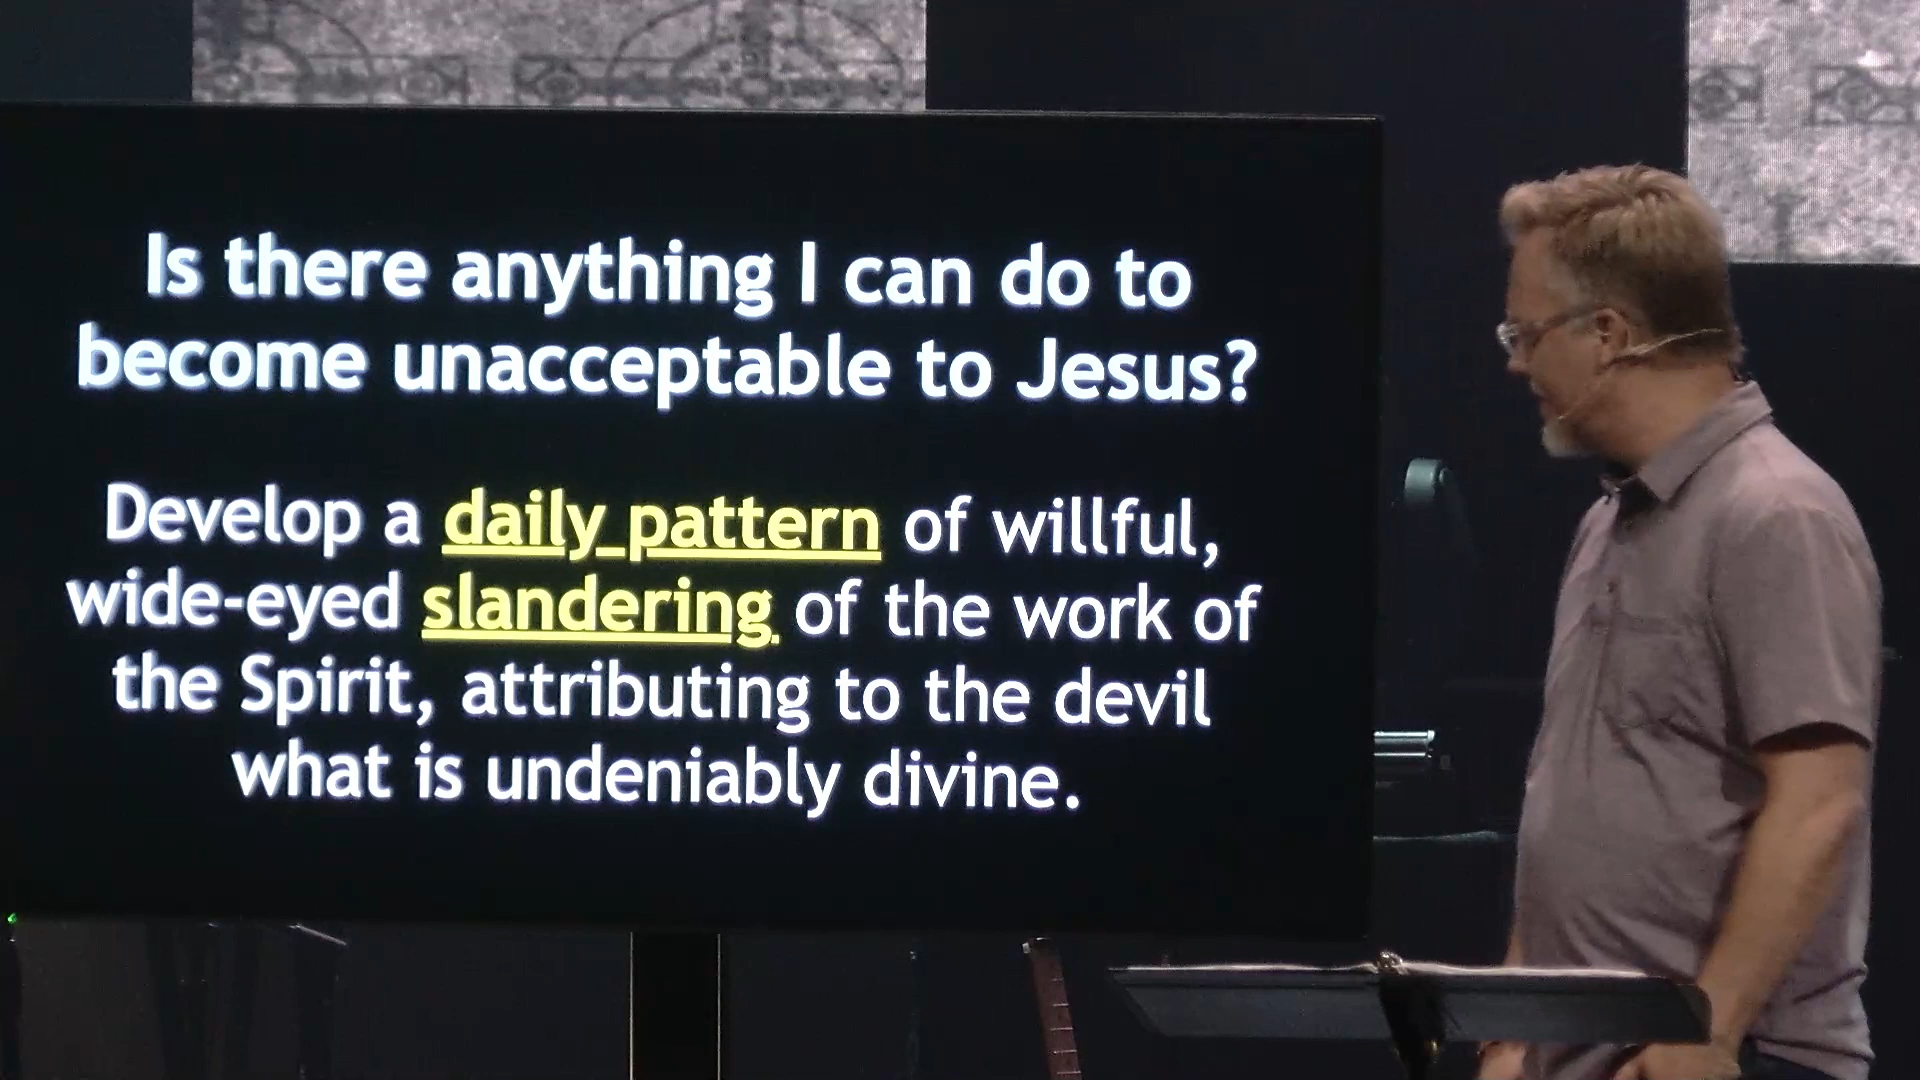 Is there anything I can do to
become unacceptable to Jesus?
Develop a daily pattern of willful,
wide-eyed slandering of the work of
the Spirit, attributing to the devil
what is undeniably divine.